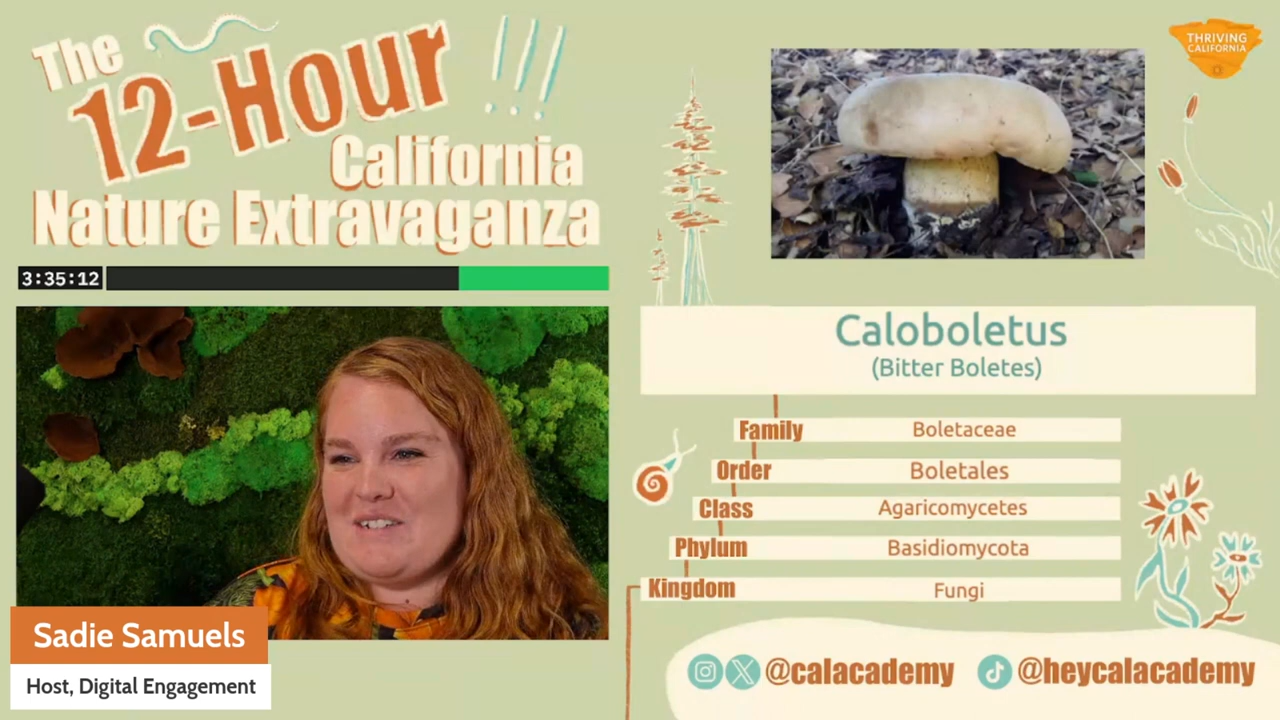 The
12-Hour !!!
California
Nature Extravaganza
3:35:12
Sadie Samuels
Host, Digital Engagement
THRIVING
CALIFORNIA
Caloboletus
(Bitter Boletes)
Family Boletaceae
Order Boletales
Class Agaricomycetes
Phylum Basidiomycota
Kingdom Fungi
@calacademy @heycalacademy